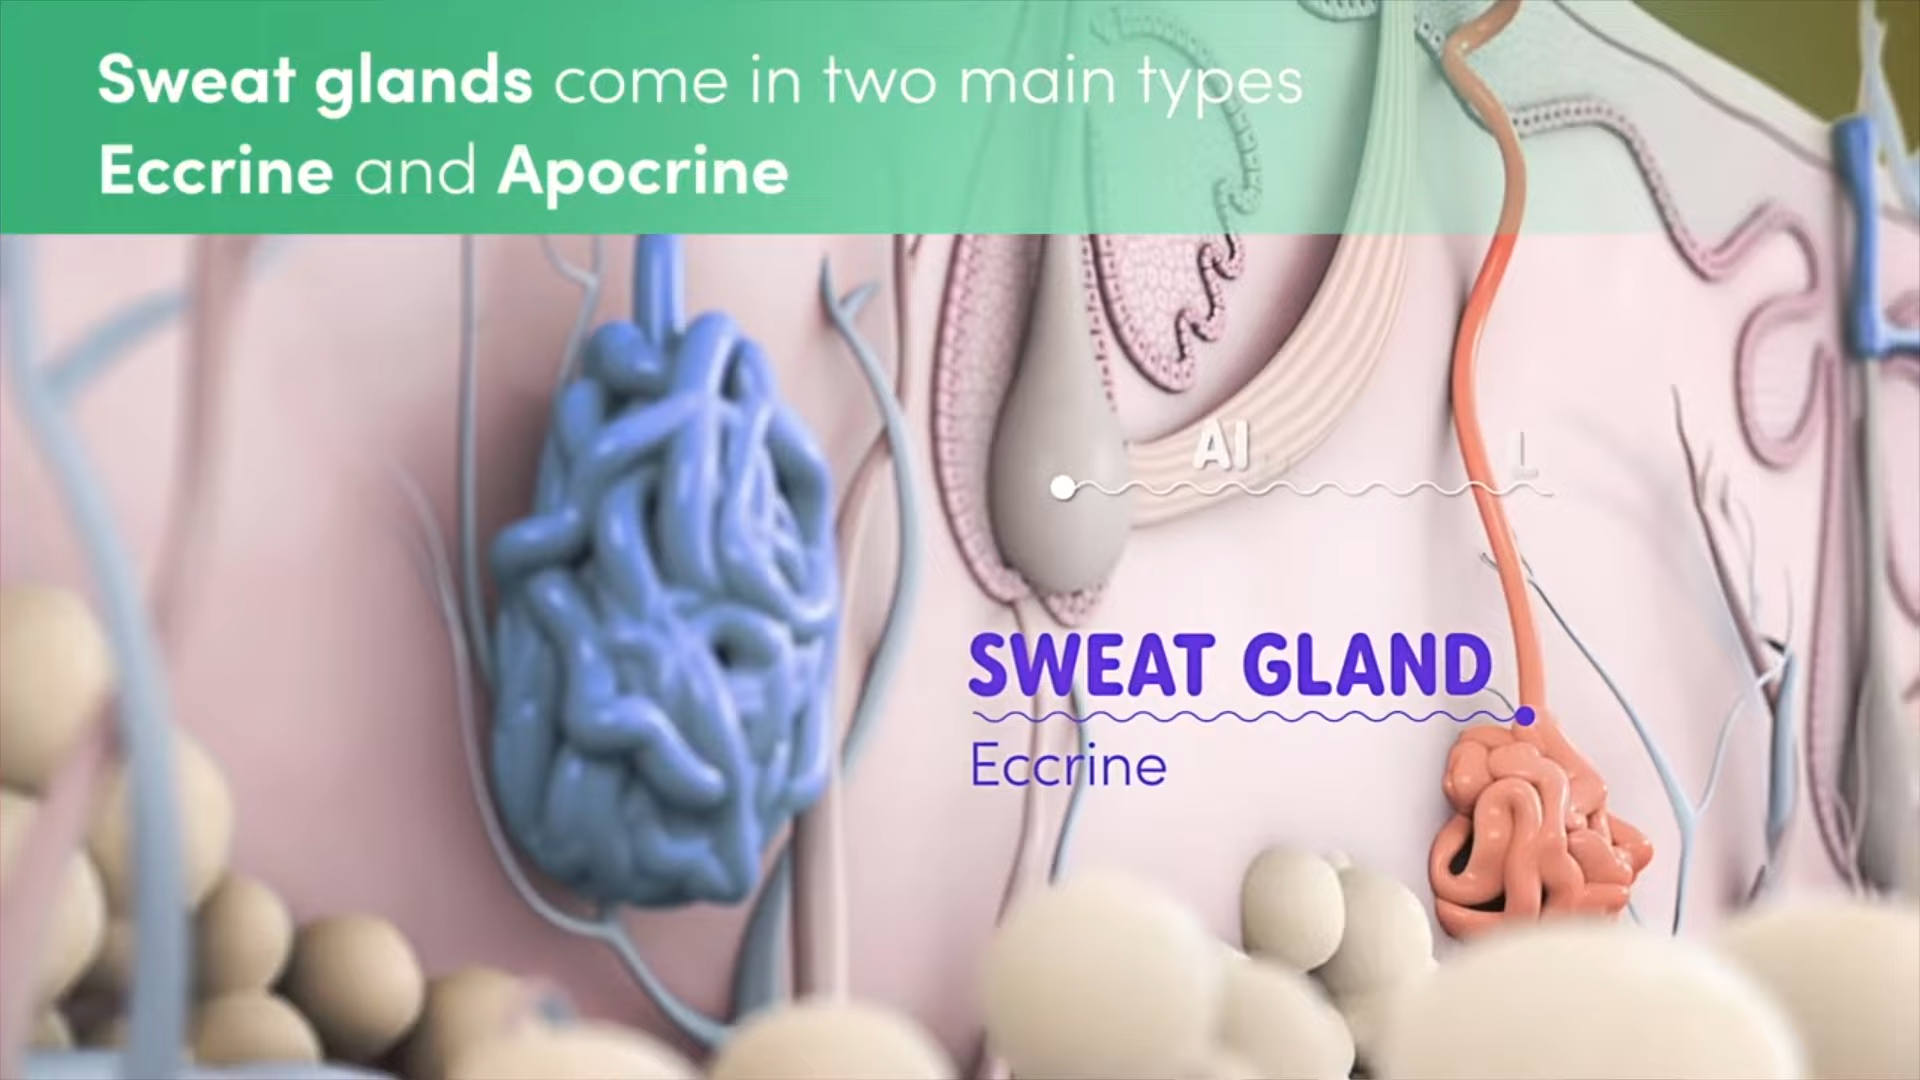 Sweat glands come in two main types
Eccrine and Apocrine
SWEAT GLAND
Eccrine